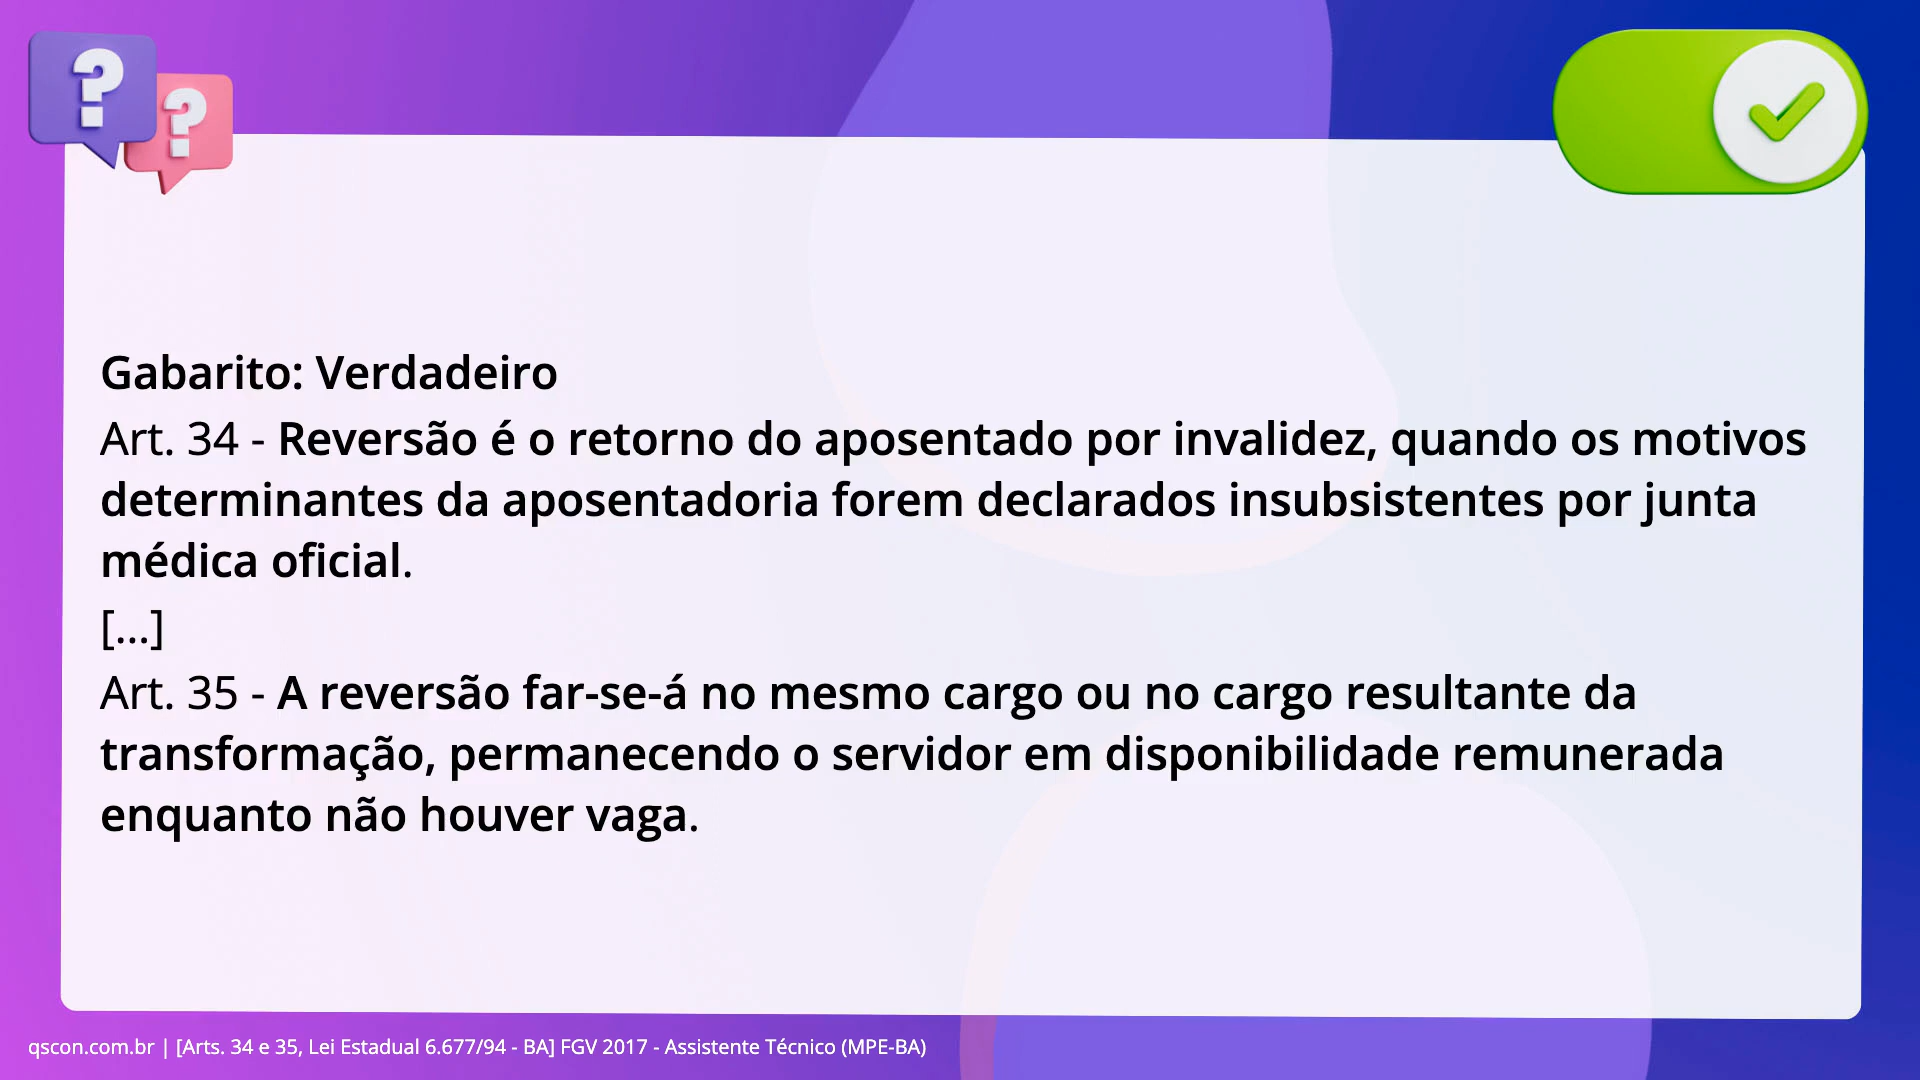 ?
?
Gabarito: Verdadeiro
Art. 34 - Reversão é o retorno do aposentado por invalidez, quando os motivos
determinantes da aposentadoria forem declarados insubsistentes por junta
médica oficial.
[...]
Art. 35 - A reversão far-se-á no mesmo cargo ou no cargo resultante da
transformação, permanecendo o servidor em disponibilidade remunerada
enquanto não houver vaga.
qscon.com.br | [Arts. 34 e 35, Lei Estadual 6.677/94 - BA] FGV 2017 - Assistente Técnico (MPE-BA)